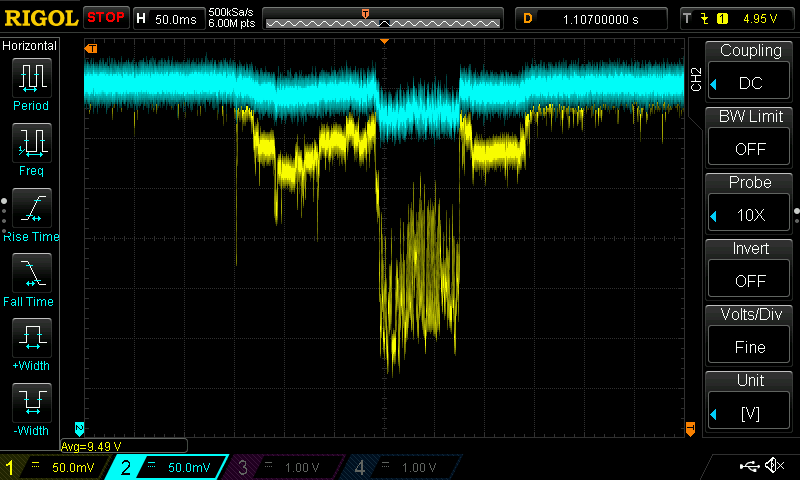 RIGOL STOP H 50.0ms 500kSa/s D 1.10700000 s T 1 4.95 V
6.00M pts
T
Horizontal
Period
Freq
Rise Time
Fall Time
+Width
-Width
T
2
T
Avg=9.49 V
CH2
Coupling
DC
BW Limit
OFF
Probe
10X
Invert
OFF
Volts/Div
Fine
Unit
[V]
1 50.0mV 2 50.0mV 3 1.00 V 4 1.00 V